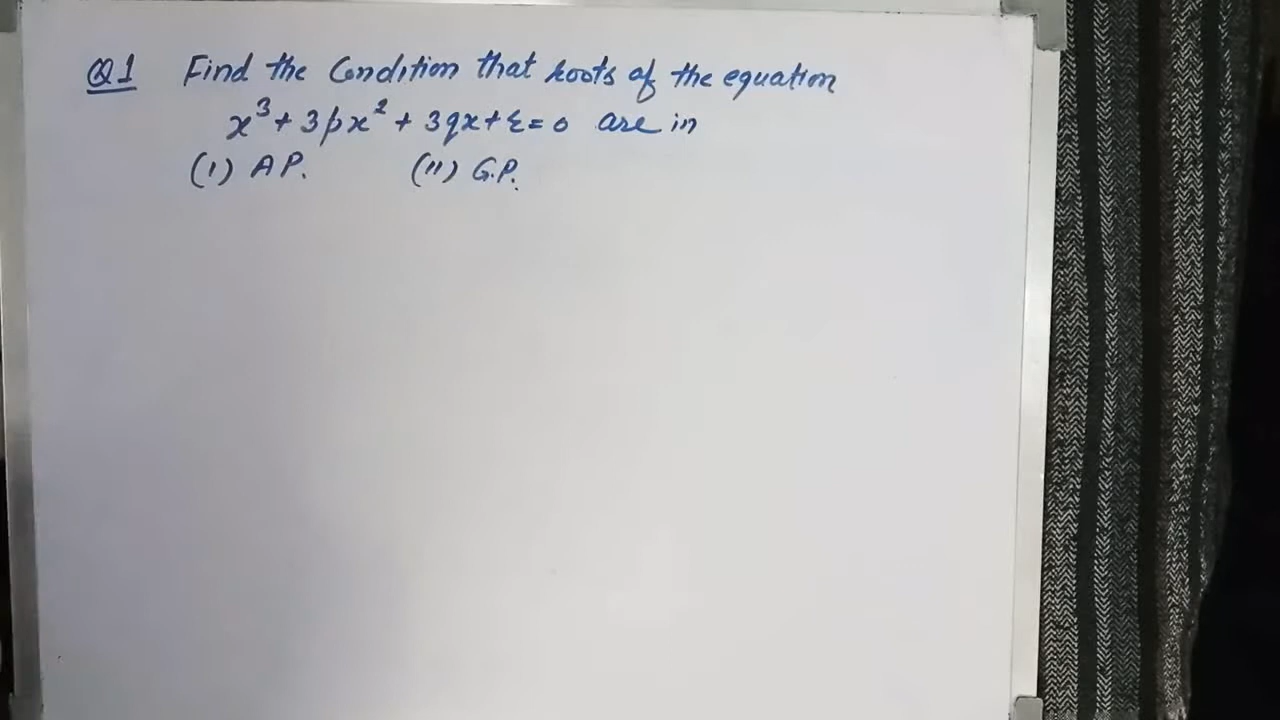 Q1 Find the Condition that roots of the equation
x³ + 3px² + 3qx + r = 0 are in
(i) A P. (ii) G.P.